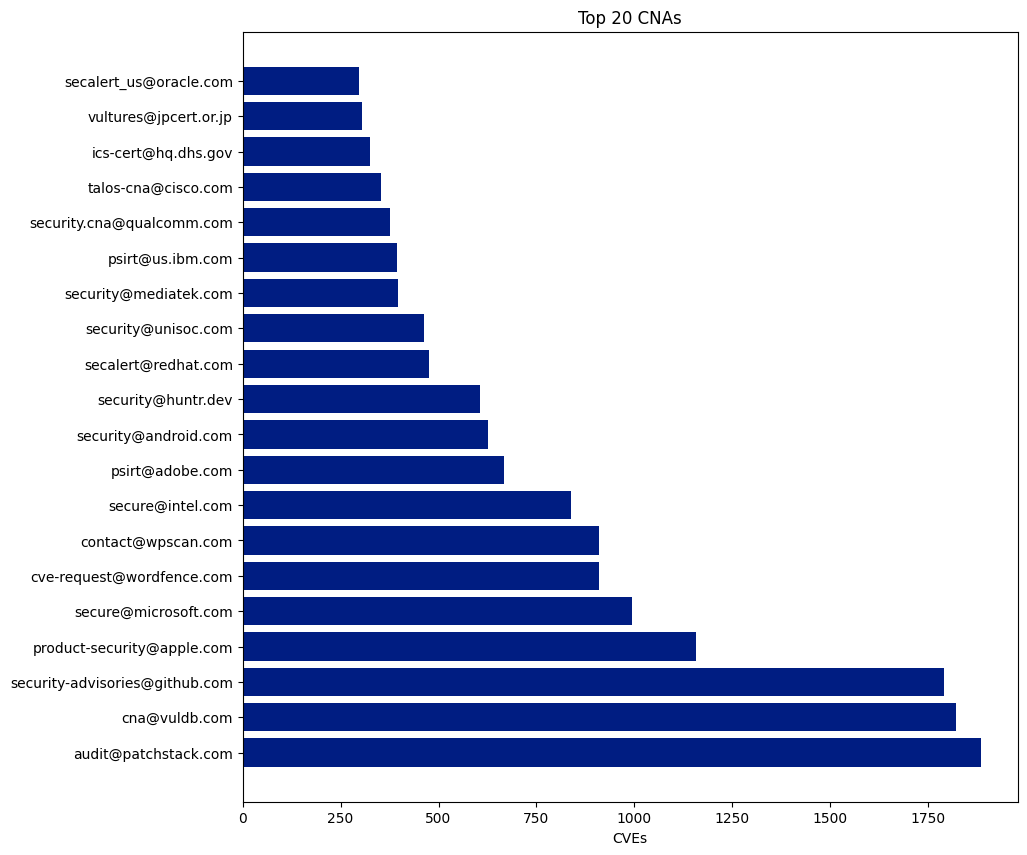 Top 20 CNAs
secalert_us@oracle.com
vultures@jpcert.or.jp
ics-cert@hq.dhs.gov
talos-cna@cisco.com
security.cna@qualcomm.com
psirt@us.ibm.com
security@mediatek.com
security@unisoc.com
secalert@redhat.com
security@huntr.dev
security@android.com
psirt@adobe.com
secure@intel.com
contact@wpscan.com
cve-request@wordfence.com
secure@microsoft.com
product-security@apple.com
security-advisories@github.com
cna@vuldb.com
audit@patchstack.com
0 250 500 750 1000 1250 1500 1750
CVEs